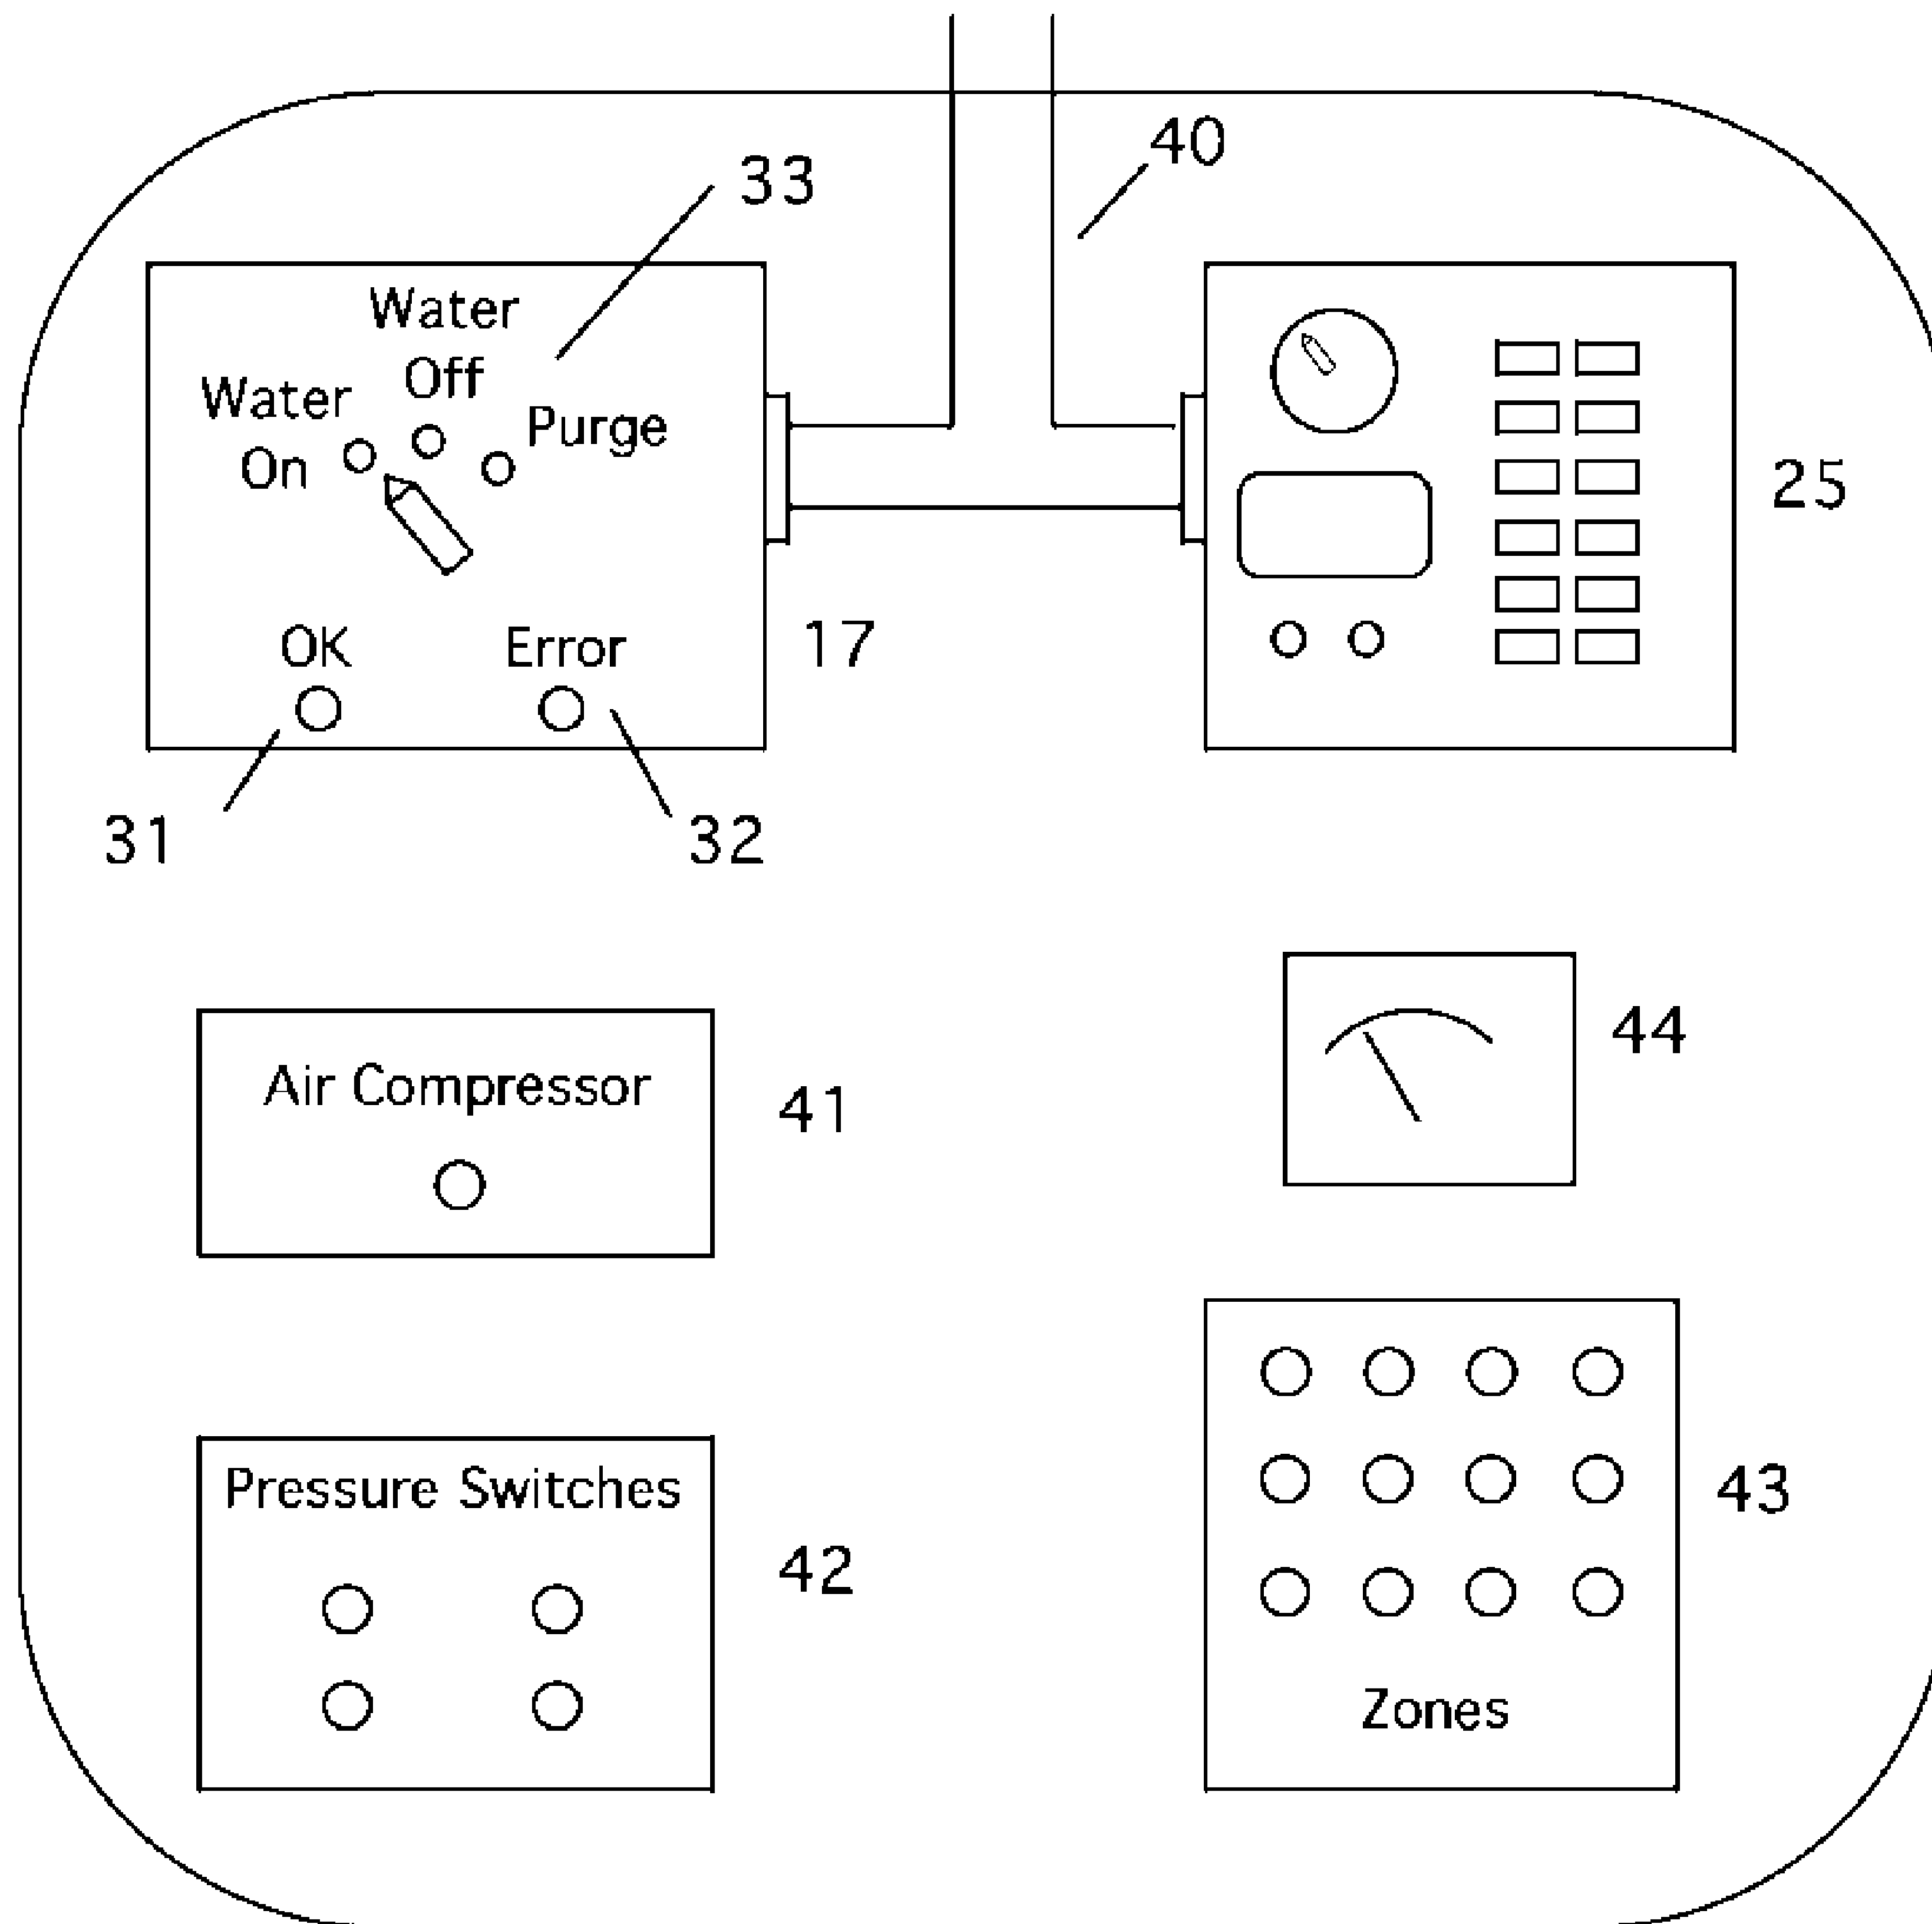 40
33
Water
Off
Water
On
Purge
25
OK
Error
17
31
32
44
Air Compressor
41
Pressure Switches
43
42
Zones